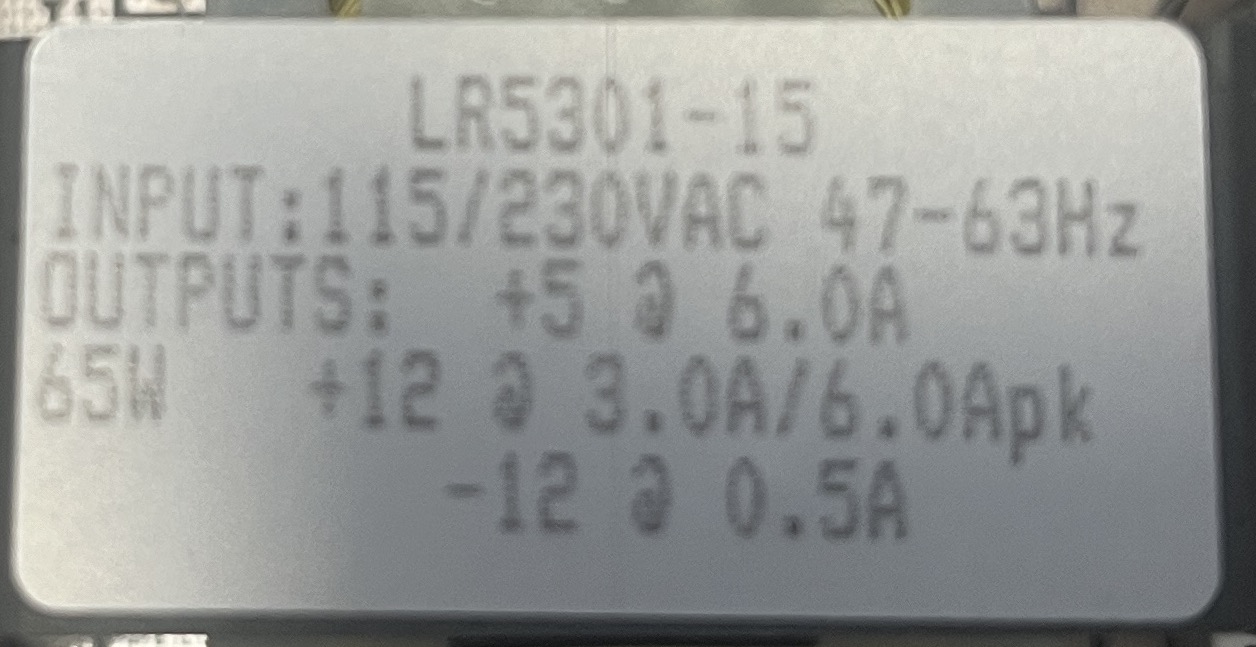 LR5301-15
INPUT:115/230VAC 47-63Hz
OUTPUTS: +5 @ 6.0A
65W +12 @ 3.0A/6.0Apk
-12 @ 0.5A